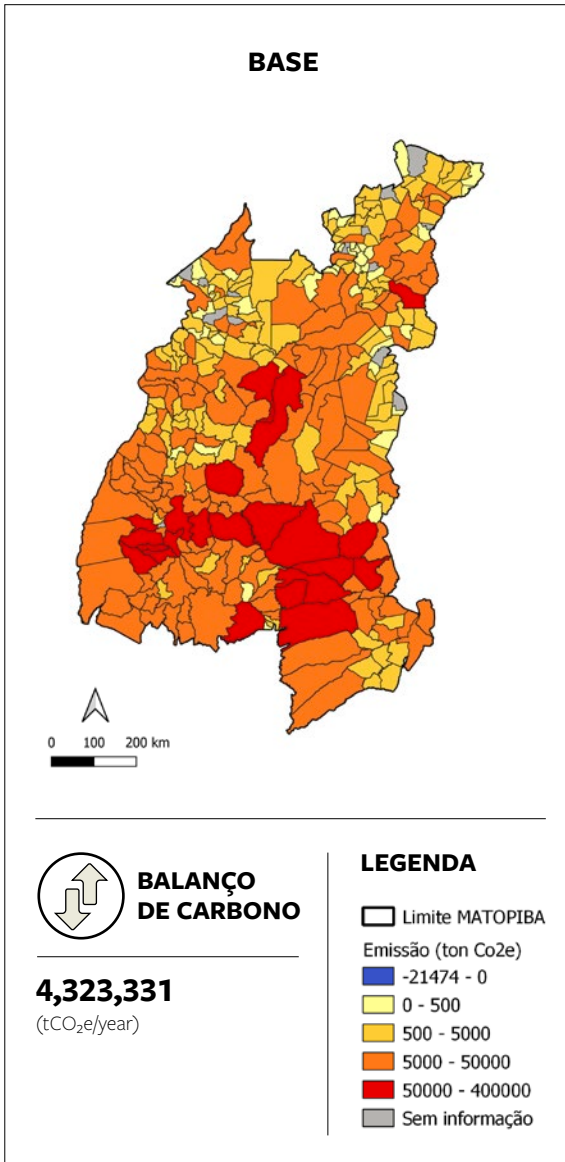 BASE
0 100 200 km
BALANÇO
DE CARBONO
4,323,331
(tCO₂e/year)
LEGENDA
Limite MATOPIBA
Emissão (ton Co2e)
-21474 - 0
0 - 500
500 - 5000
5000 - 50000
50000 - 400000
Sem informação